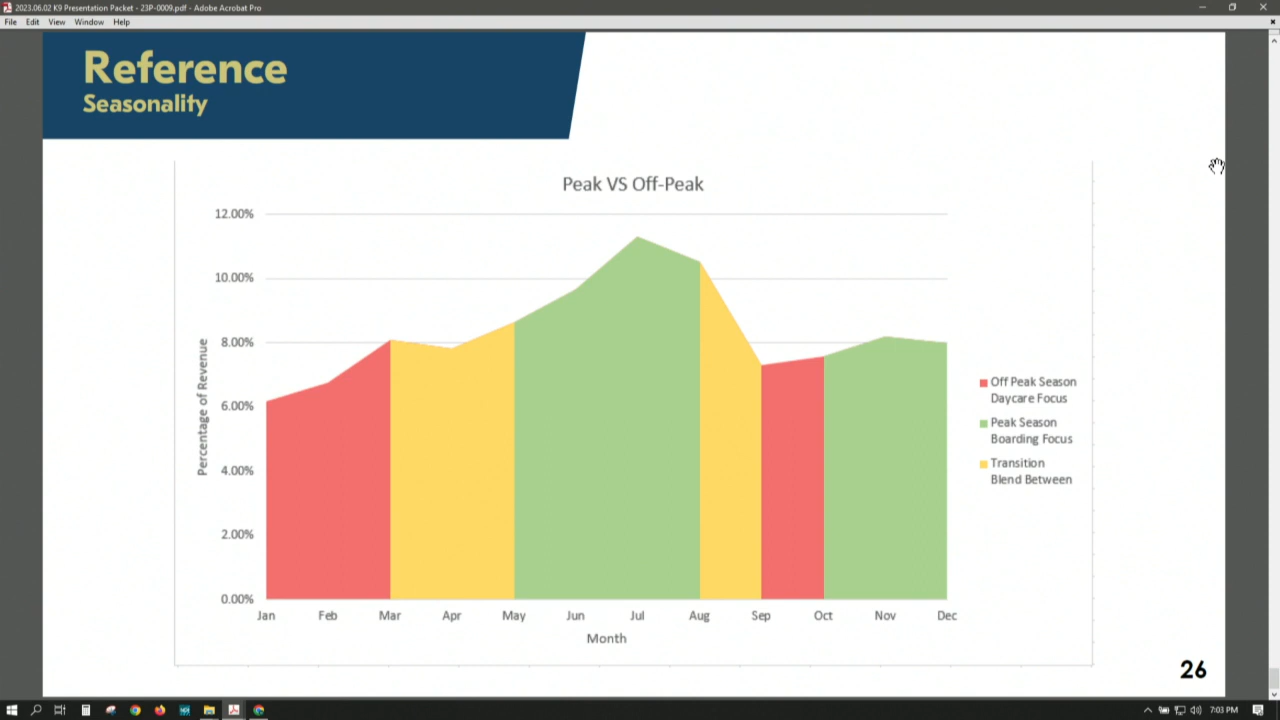 2023.06.02 K9 Presentation Packet - 23P-0009.pdf - Adobe Acrobat Pro
File Edit View Window Help
Reference
Seasonality
Peak VS Off-Peak
12.00%
10.00%
8.00%
6.00%
4.00%
2.00%
0.00%
Percentage of Revenue
Jan Feb Mar Apr May Jun Jul Aug Sep Oct Nov Dec
Month
Off Peak Season
Daycare Focus
Peak Season
Boarding Focus
Transition
Blend Between
26
7:03 PM